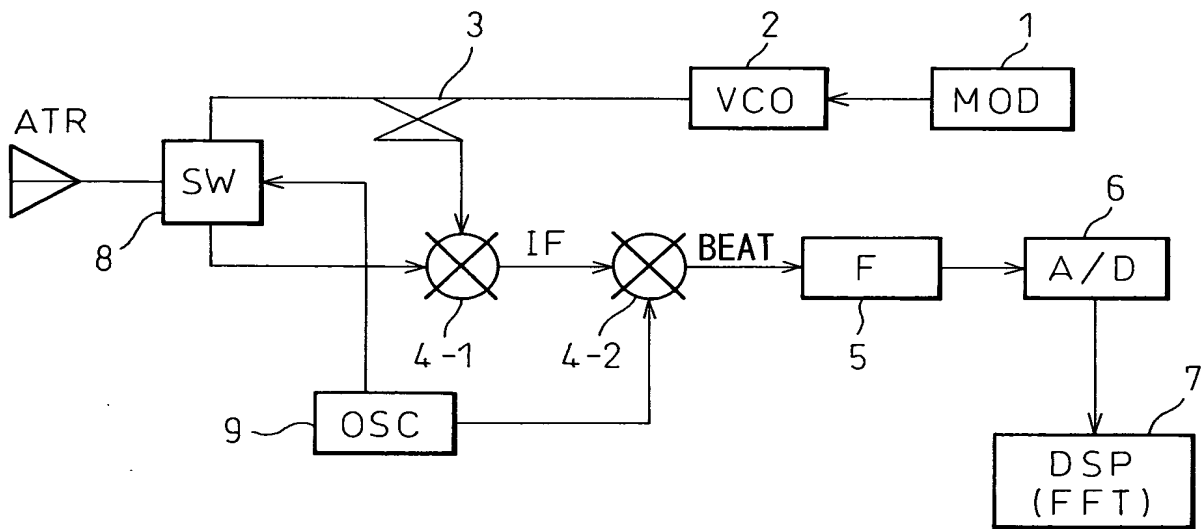 3
2
1
ATR
VCO
MOD
SW
8
IF
BEAT
6
F
A/D
4-1
4-2
5
7
9
OSC
DSP
(FFT)